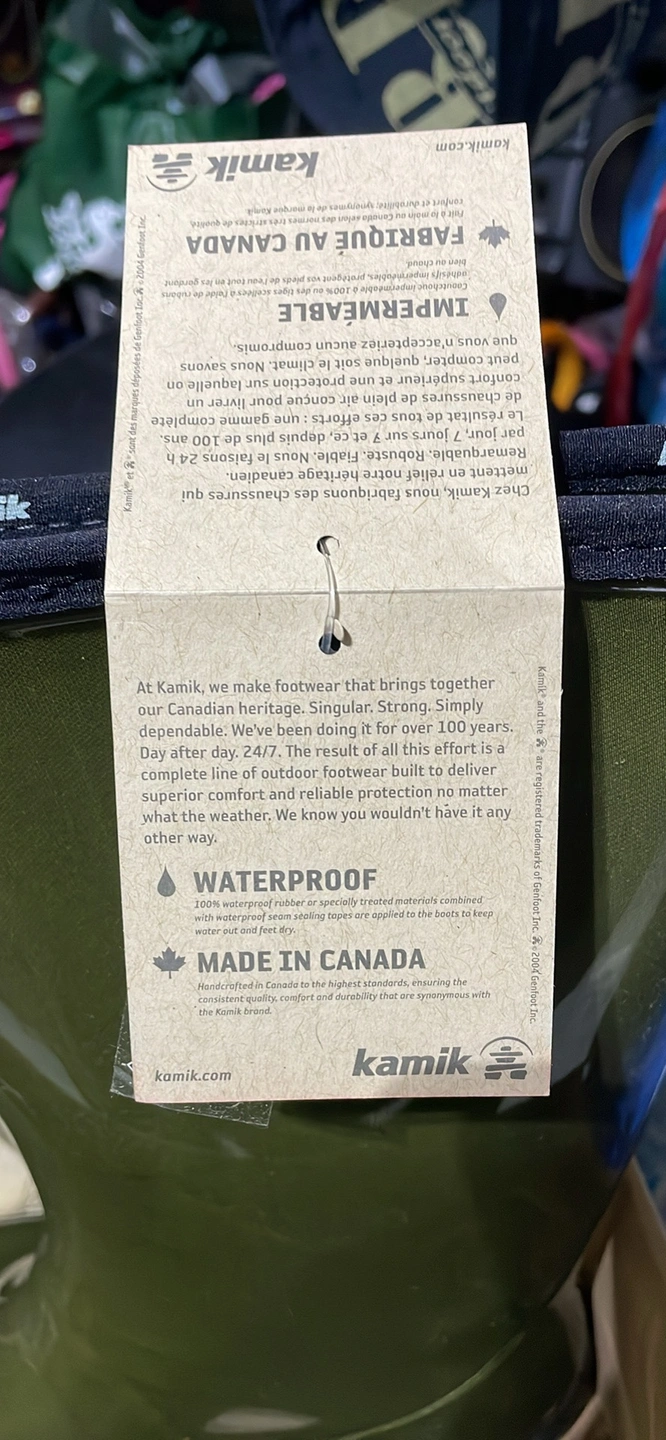 kamik
kamik.com
FABRIQUÉ AU CANADA
Fait à la main au Canada selon des normes très strictes de qualité,
confort et durabilité, synonymes de la marque Kamik.
IMPERMÉABLE
Caoutchouc imperméable à 100% ou des tiges scellées à l'aide de rubans
adhésifs imperméables, protègent vos pieds de l'eau tout en les gardant
bien au chaud.
Chez Kamik, nous fabriquons des chaussures qui
mettent en relief notre héritage canadien.
Remarquable. Robuste. Fiable. Nous le faisons 24 h
par jour, 7 jours sur 7 et ce, depuis plus de 100 ans.
Le résultat de tous ces efforts : une gamme complète
de chaussures de plein air conçue pour livrer un
confort supérieur et une protection sur laquelle on
peut compter, quelque soit le climat. Nous savons
que vous n'accepteriez aucun compromis.
Kamik® et ® sont des marques déposées de Genfoot Inc. © 2004 Genfoot Inc.
At Kamik, we make footwear that brings together
our Canadian heritage. Singular. Strong. Simply
dependable. We've been doing it for over 100 years.
Day after day. 24/7. The result of all this effort is a
complete line of outdoor footwear built to deliver
superior comfort and reliable protection no matter
what the weather. We know you wouldn't have it any
other way.
WATERPROOF
100% waterproof rubber or specially treated materials combined
with waterproof seam sealing tapes are applied to the boots to keep
water out and feet dry.
MADE IN CANADA
Handcrafted in Canada to the highest standards, ensuring the
consistent quality, comfort and durability that are synonymous with
the Kamik brand.
kamik.com
kamik
Kamik® and the ® are registered trademarks of Genfoot Inc. © 2004 Genfoot Inc.